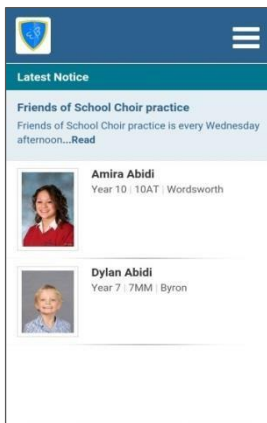 Latest Notice
Friends of School Choir practice
Friends of School Choir practice is every Wednesday
afternoon...Read
Amira Abidi
Year 10 | 10AT | Wordsworth
Dylan Abidi
Year 7 | 7MM | Byron